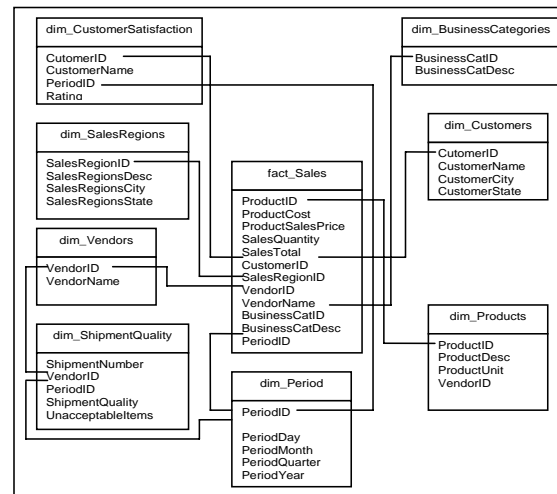 dim_CustomerSatisfaction
CutomerID
CustomerName
PeriodID
Rating
dim_BusinessCategories
BusinessCatID
BusinessCatDesc
dim_SalesRegions
SalesRegionID
SalesRegionsDesc
SalesRegionsCity
SalesRegionsState
fact_Sales
ProductID
ProductCost
ProductSalesPrice
SalesQuantity
SalesTotal
CustomerID
SalesRegionID
VendorID
VendorName
BusinessCatID
BusinessCatDesc
PeriodID
dim_Customers
CutomerID
CustomerName
CustomerCity
CustomerState
dim_Vendors
VendorID
VendorName
dim_ShipmentQuality
ShipmentNumber
VendorID
PeriodID
ShipmentQuality
UnacceptableItems
dim_Period
PeriodID
PeriodDay
PeriodMonth
PeriodQuarter
PeriodYear
dim_Products
ProductID
ProductDesc
ProductUnit
VendorID